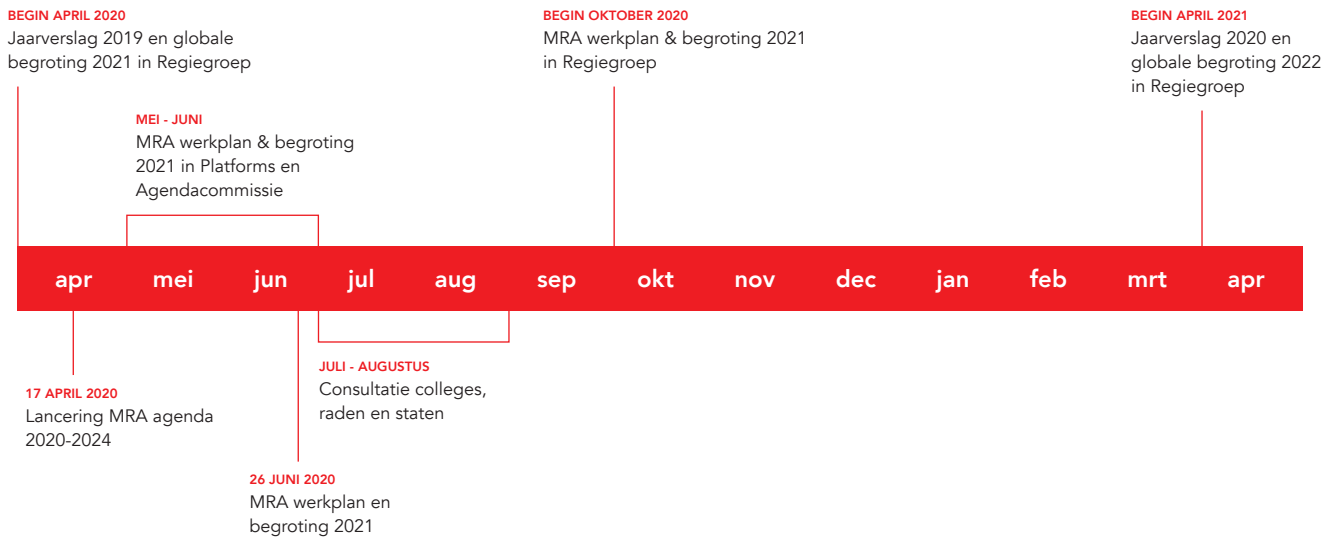 BEGIN APRIL 2020
Jaarverslag 2019 en globale
begroting 2021 in Regiegroep
BEGIN OKTOBER 2020
MRA werkplan & begroting 2021
in Regiegroep
BEGIN APRIL 2021
Jaarverslag 2020 en
globale begroting 2022
in Regiegroep
MEI - JUNI
MRA werkplan & begroting
2021 in Platforms en
Agendacommissie
apr mei jun jul aug sep okt nov dec jan feb mrt apr
17 APRIL 2020
Lancering MRA agenda
2020-2024
JULI - AUGUSTUS
Consultatie colleges,
raden en staten
26 JUNI 2020
MRA werkplan en
begroting 2021